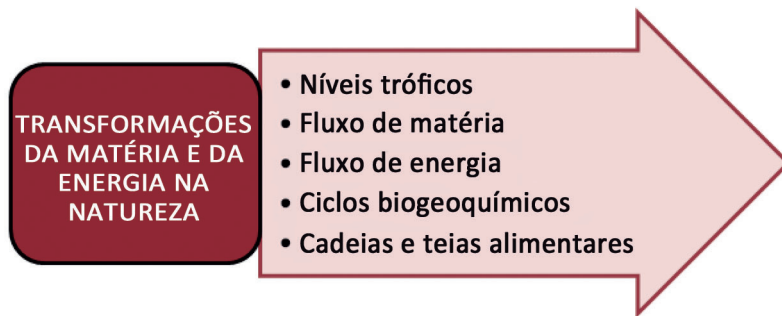 TRANSFORMAÇÕES
DA MATÉRIA E DA
ENERGIA NA
NATUREZA
• Níveis tróficos
• Fluxo de matéria
• Fluxo de energia
• Ciclos biogeoquímicos
• Cadeias e teias alimentares